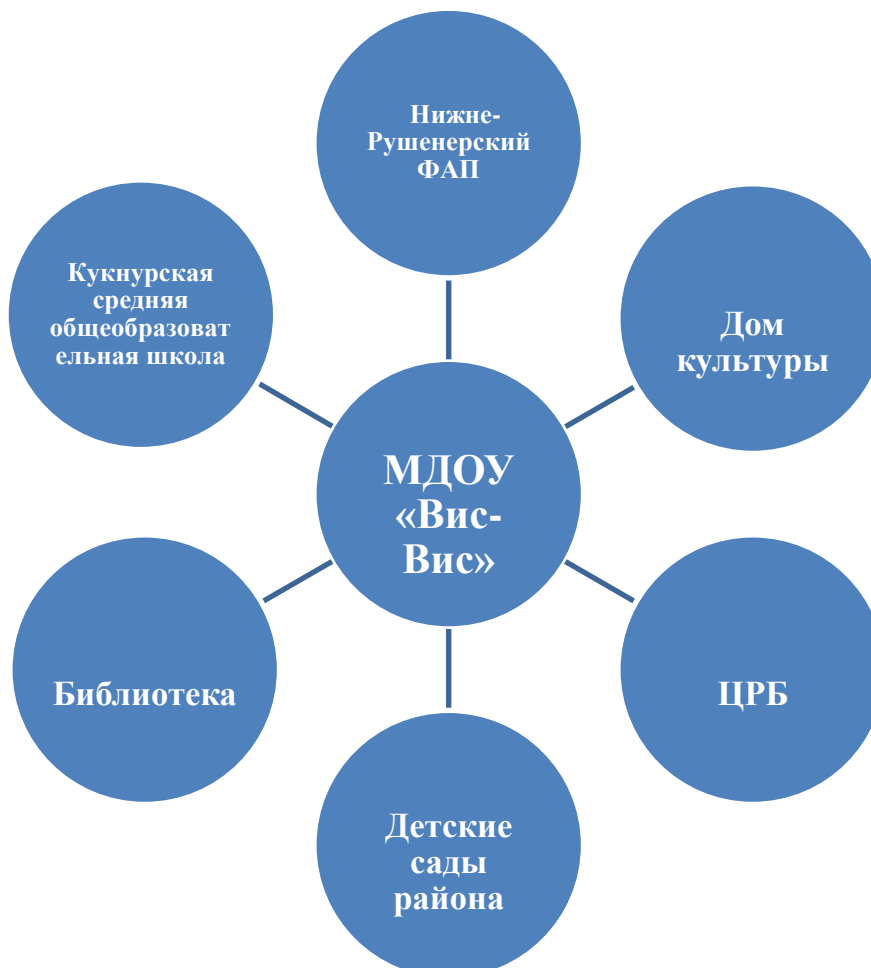 Нижне-
Рушенерский
ФАП
Кукнурская
средняя
общеобразоват
ельная школа
Дом
культуры
МДОУ
«Вис-
Вис»
Библиотека
ЦРБ
Детские
сады
района